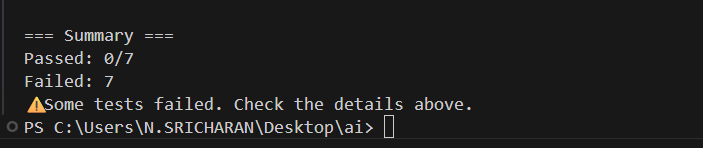 === Summary ===
Passed: 0/7
Failed: 7
⚠️Some tests failed. Check the details above.
PS C:\Users\N.SRICHARAN\Desktop\ai>